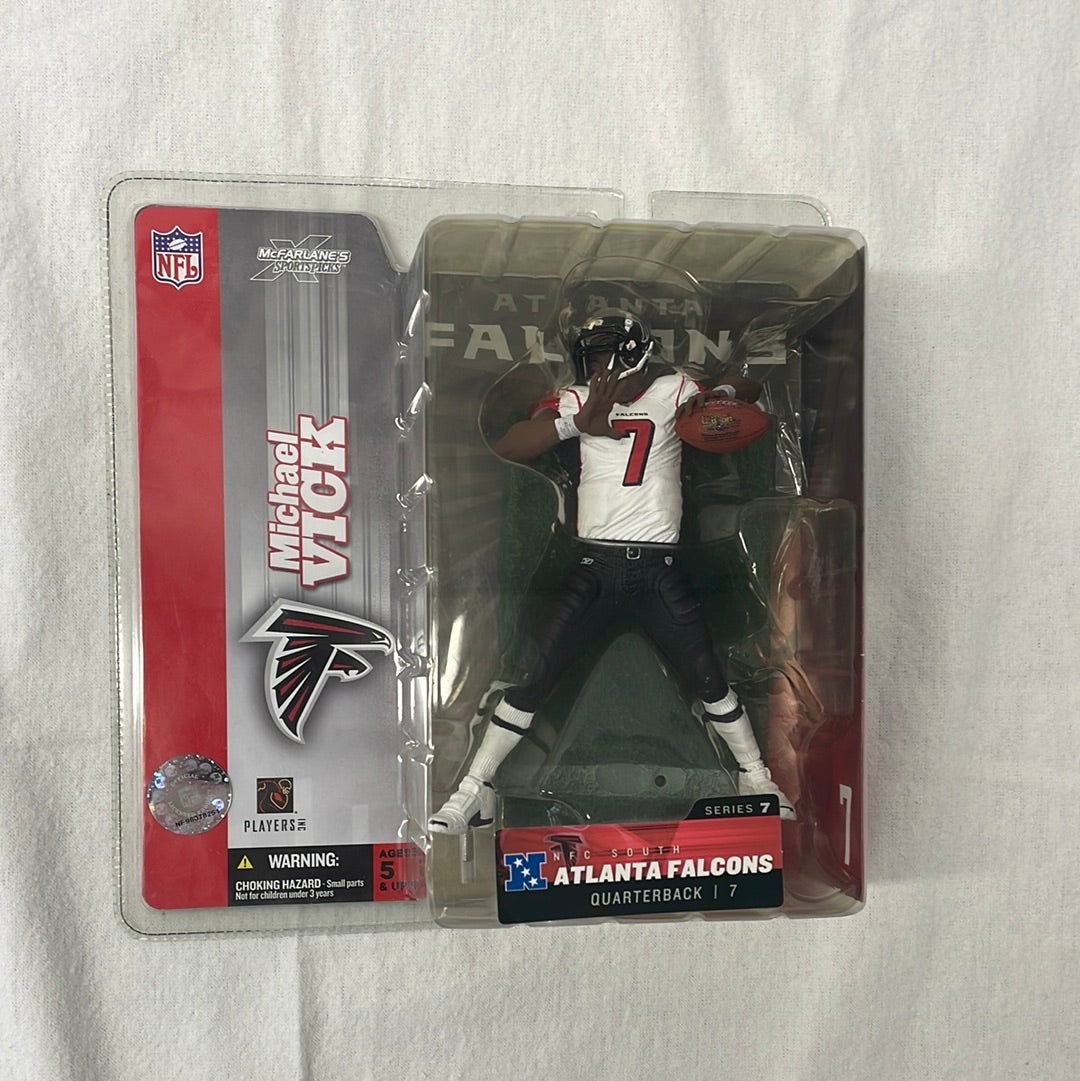 NFL
McFARLANE'S
SPORTSPICKS
Michael
VICK
PLAYERS INC
WARNING:
CHOKING HAZARD - Small parts
Not for children under 3 years
AGES
5
& UP
ATLANTA
FALCONS
FALCONS
7
SERIES 7
NFC SOUTH
N
ATLANTA FALCONS
QUARTERBACK | 7
7